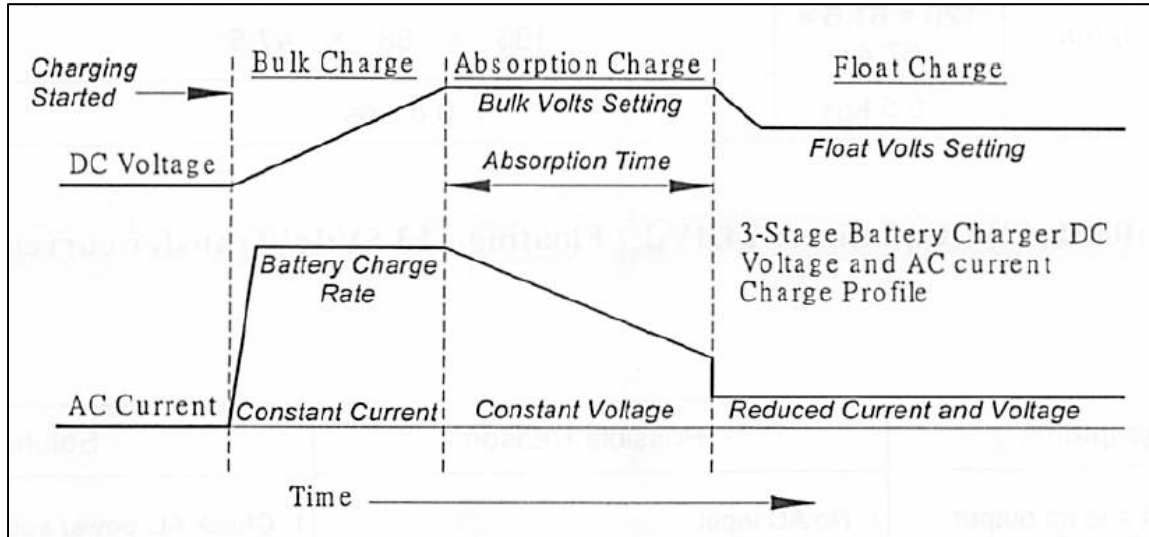 Charging
Started
Bulk Charge
Absorption Charge
Float Charge
Bulk Volts Setting
DC Voltage
Absorption Time
Float Volts Setting
Battery Charge
Rate
3-Stage Battery Charger DC
Voltage and AC current
Charge Profile
AC Current
Constant Current
Constant Voltage
Reduced Current and Voltage
Time